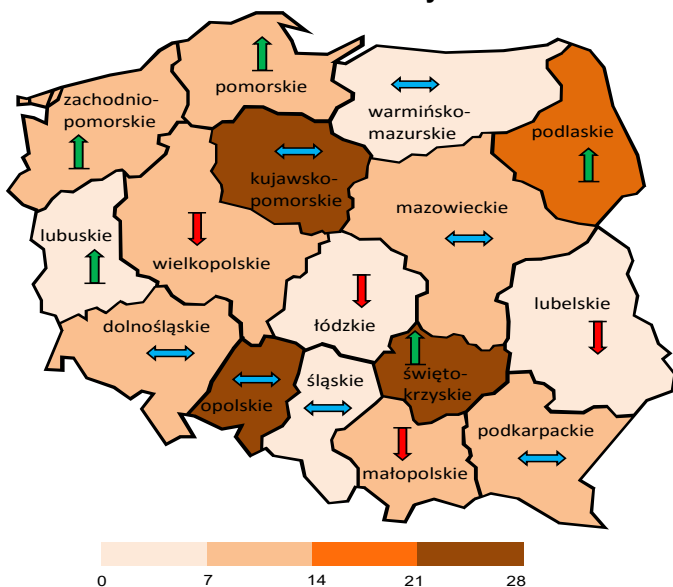 pomorskie
zachodnio-
pomorskie
warmińsko-
mazurskie
podlaskie
kujawsko-
pomorskie
mazowieckie
lubuskie
wielkopolskie
lubelskie
dolnośląskie
łódzkie
opolskie
śląskie
święto-
krzyskie
podkarpackie
małopolskie
0 7 14 21 28